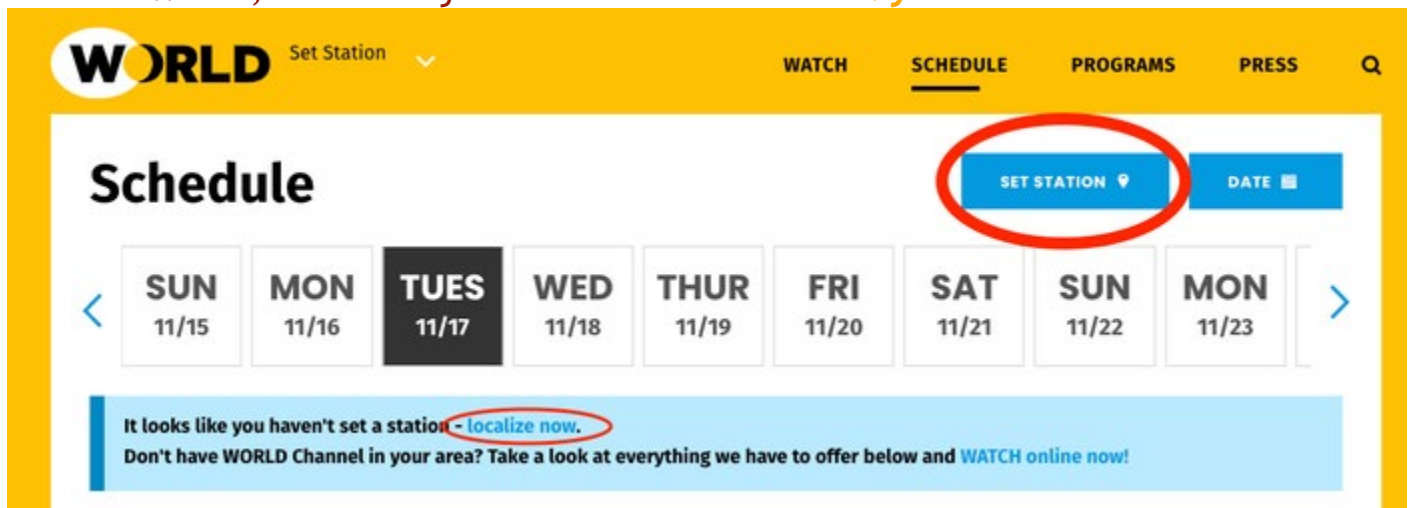 WORLD Set Station
WATCH SCHEDULE PROGRAMS PRESS
Schedule
SET STATION DATE
SUN MON TUES WED THUR FRI SAT SUN MON
11/15 11/16 11/17 11/18 11/19 11/20 11/21 11/22 11/23
It looks like you haven't set a station - localize now.
Don't have WORLD Channel in your area? Take a look at everything we have to offer below and WATCH online now!